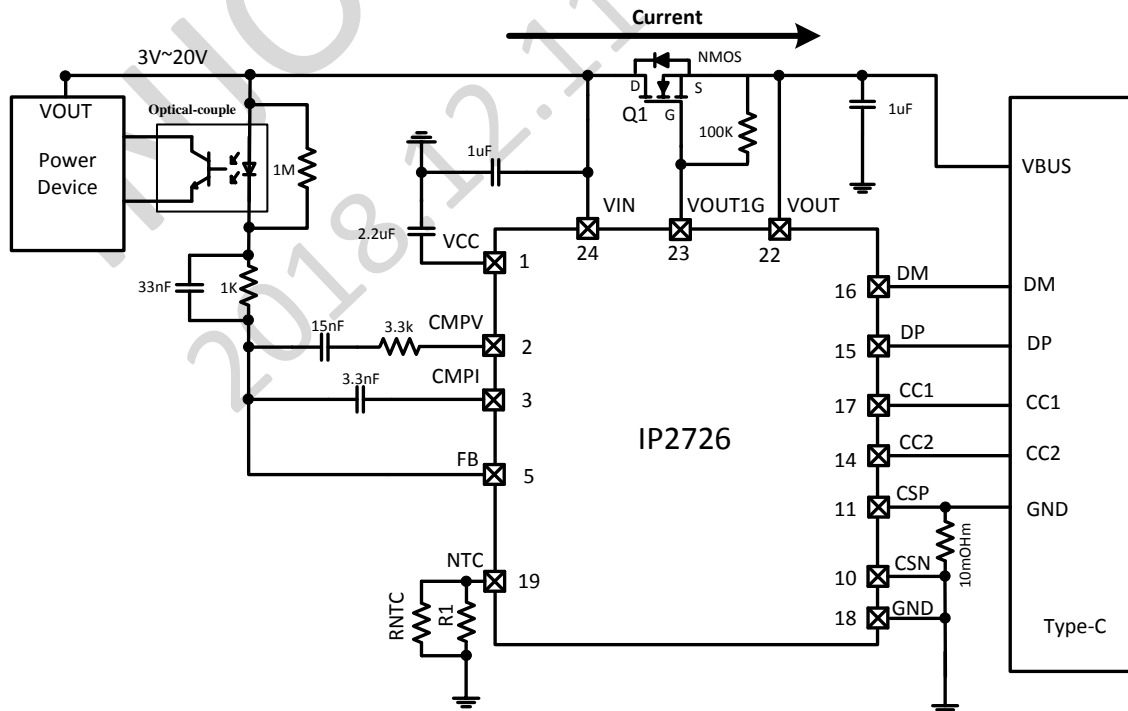 Current
3V~20V
NMOS
D
S
G
Q1
VOUT
Optical-couple
Power
Device
1M
1uF
100K
1uF
VBUS
VIN
VOUT1G
VOUT
2.2uF
VCC
1
24
23
22
33nF
1K
16
DM
DM
15nF
3.3k
CMPV
2
15
DP
DP
3.3nF
CMPI
3
17
CC1
CC1
IP2726
14
CC2
CC2
FB
5
11
CSP
GND
10mOHm
NTC
19
10
CSN
RNTC
R1
18
GND
Type-C
2018.12.11